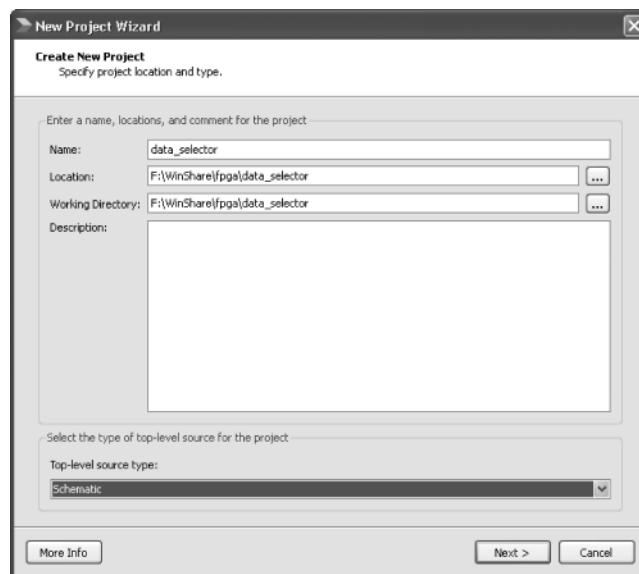 New Project Wizard
Create New Project
Specify project location and type.
Enter a name, locations, and comment for the project
Name: data_selector
Location: F:\WinShare\fpga\data_selector ...
Working Directory: F:\WinShare\fpga\data_selector ...
Description:
Select the type of top-level source for the project
Top-level source type:
Schematic
More Info Next > Cancel